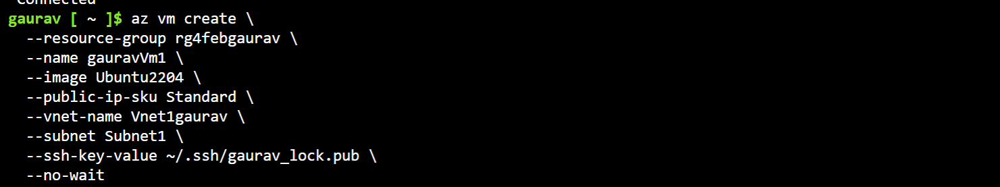 Connected
gaurav [ ~ ]$ az vm create \
--resource-group rg4febgaurav \
--name gauravVm1 \
--image Ubuntu2204 \
--public-ip-sku Standard \
--vnet-name Vnet1gaurav \
--subnet Subnet1 \
--ssh-key-value ~/.ssh/gaurav_lock.pub \
--no-wait